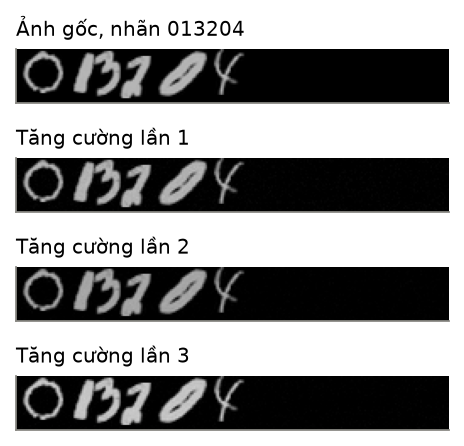 Ảnh gốc, nhãn 013204
013204
Tăng cường lần 1
013204
Tăng cường lần 2
013204
Tăng cường lần 3
013204